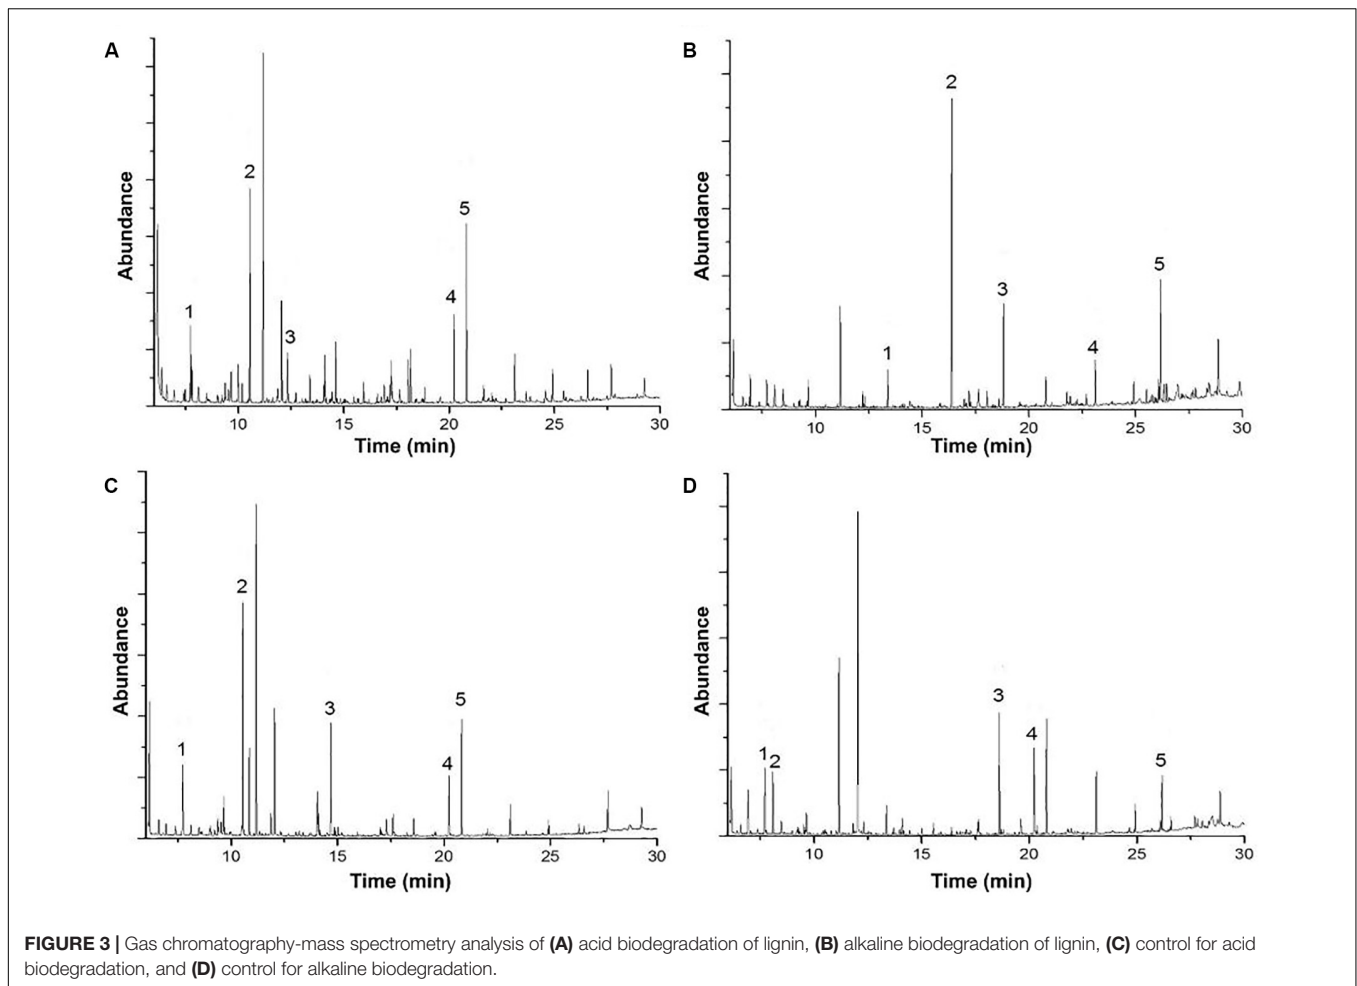 A
Abundance
1
2
3
4
5
10
15
20
25
30
Time (min)
B
Abundance
1
2
3
4
5
10
15
20
25
30
Time (min)
C
Abundance
1
2
3
4
5
10
15
20
25
30
Time (min)
D
Abundance
1
2
3
4
5
10
15
20
25
30
Time (min)
FIGURE 3 | Gas chromatography-mass spectrometry analysis of (A) acid biodegradation of lignin, (B) alkaline biodegradation of lignin, (C) control for acid
biodegradation, and (D) control for alkaline biodegradation.